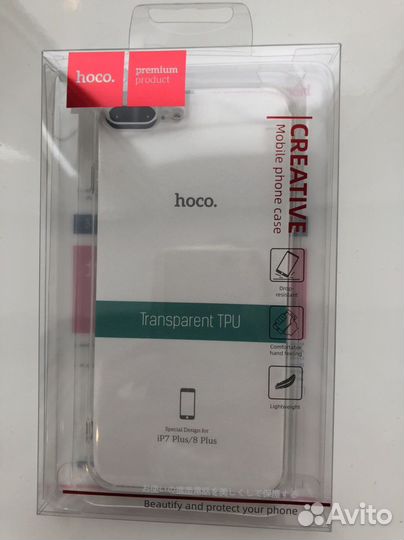 hoco.
premium
product
CREATIVE
Mobile phone case
hoco.
Drop-
resistant
Transparent TPU
Comfortable
hand feeling
Lightweight
Special Design for
iP7 Plus/8 Plus
Beautify and protect your phone
Avito